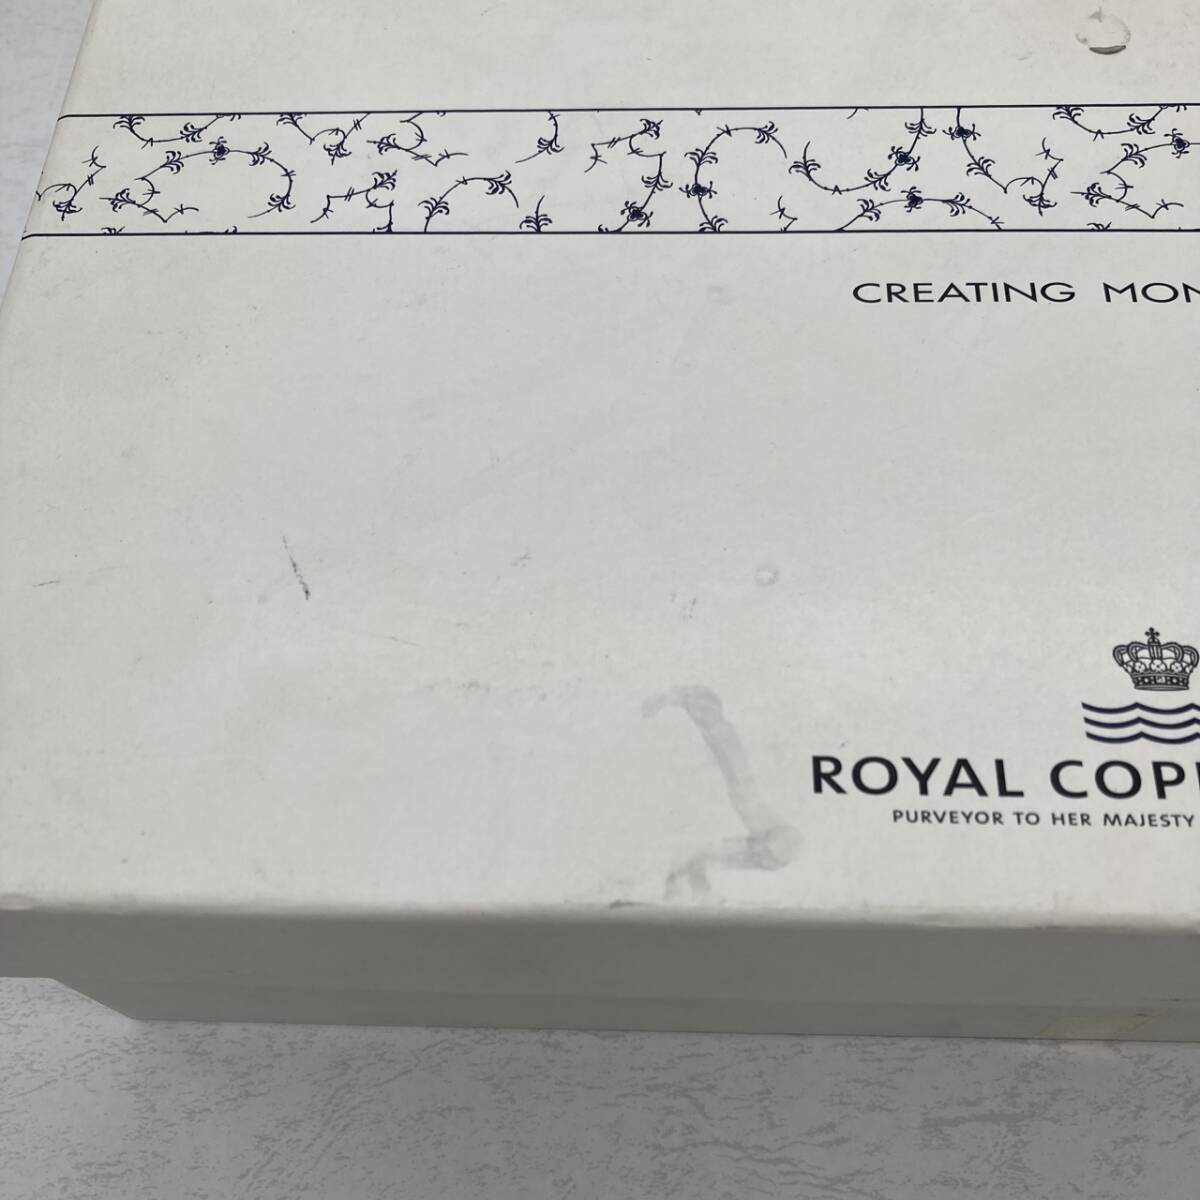 CREATING MON
ROYAL COP
PURVEYOR TO HER MAJESTY